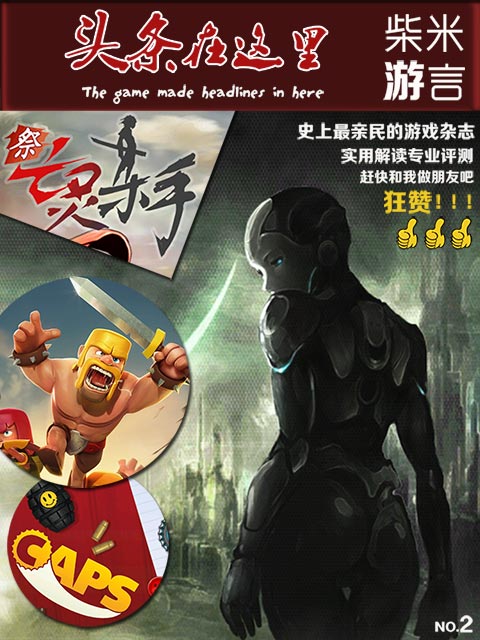 头条在这里
The game made headlines in here
柴米
游言
史上最亲民的游戏杂志
实用解读专业评测
赶快和我做朋友吧
狂赞!!!
祭
亡灵杀手
CAPS
NO.2